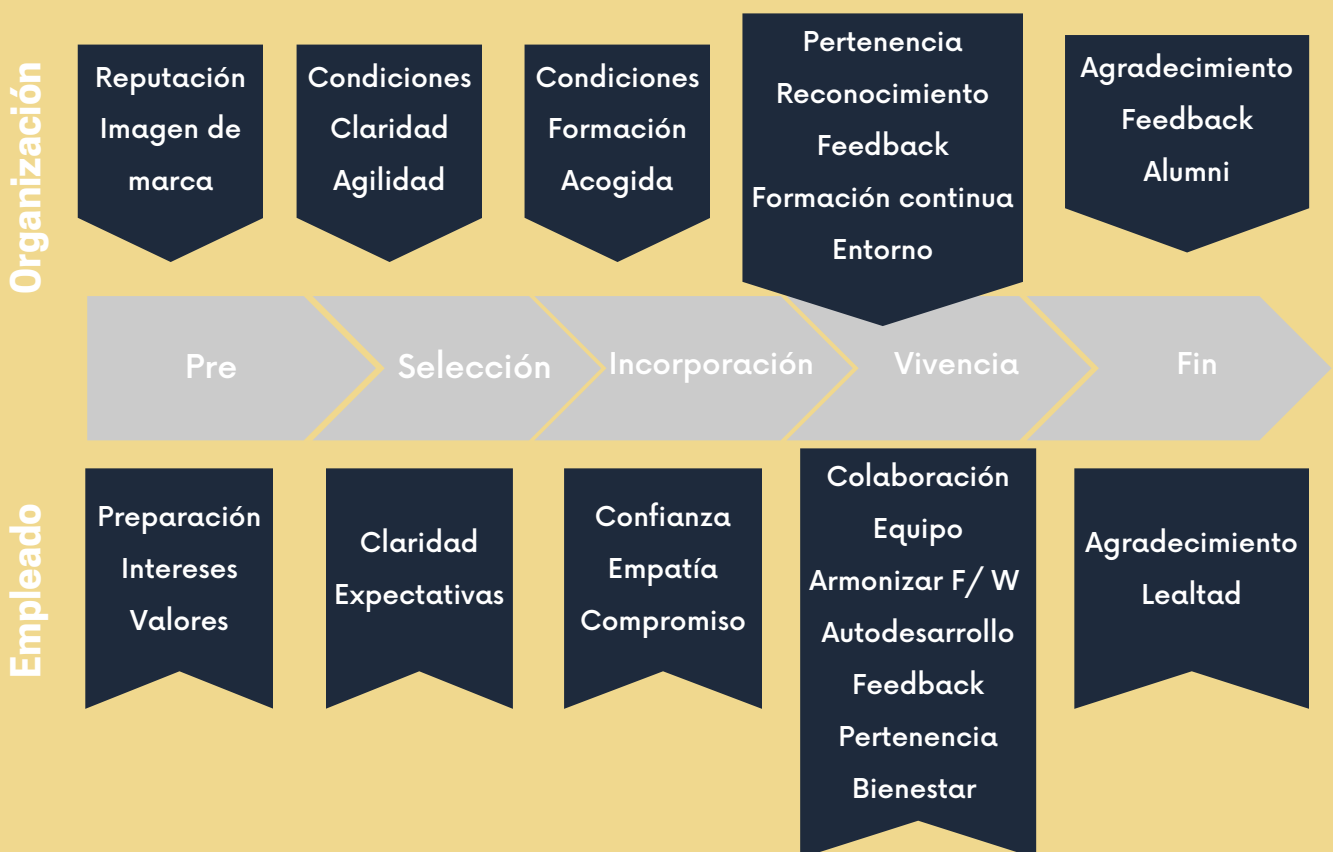 Organización
Reputación
Imagen de
marca
Condiciones
Claridad
Agilidad
Condiciones
Formación
Acogida
Pertenencia
Reconocimiento
Feedback
Formación continua
Entorno
Agradecimiento
Feedback
Alumni
Pre
Selección
Incorporación
Vivencia
Fin
Empleado
Preparación
Intereses
Valores
Claridad
Expectativas
Confianza
Empatía
Compromiso
Colaboración
Equipo
Armonizar F/ W
Autodesarrollo
Feedback
Pertenencia
Bienestar
Agradecimiento
Lealtad